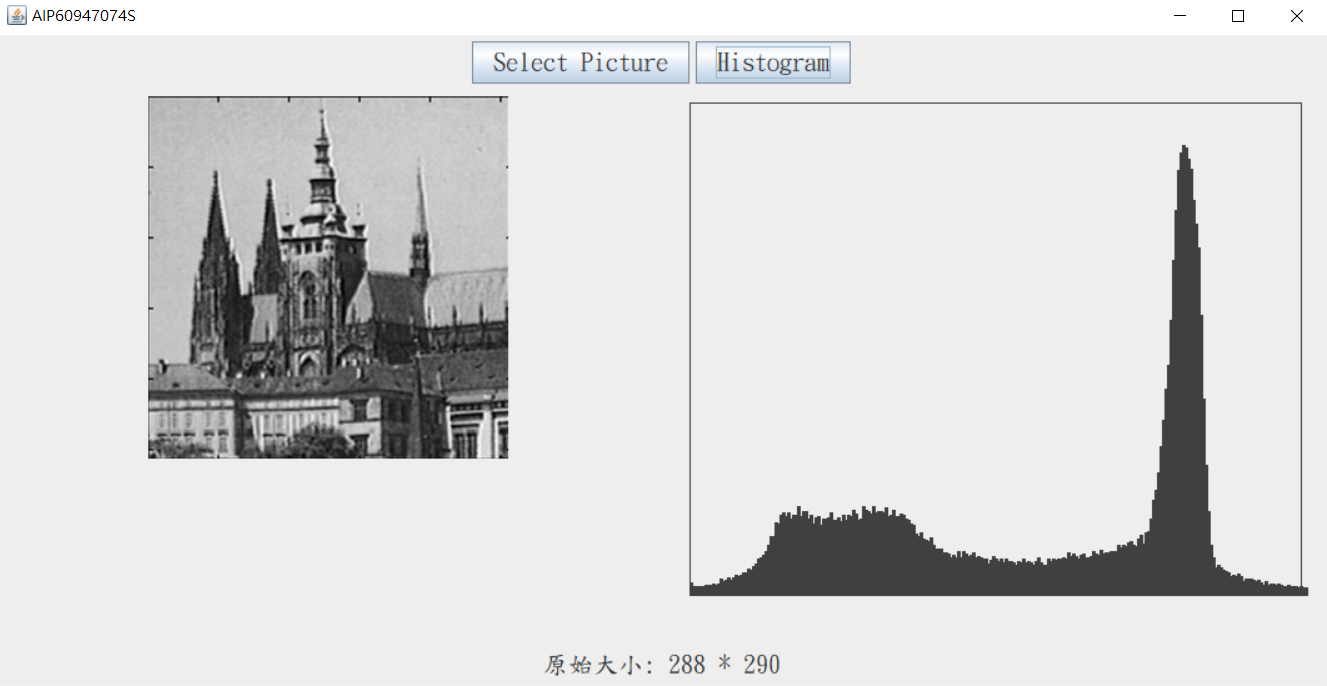 AIP60947074S
Select Picture Histogram
原始大小: 288 * 290